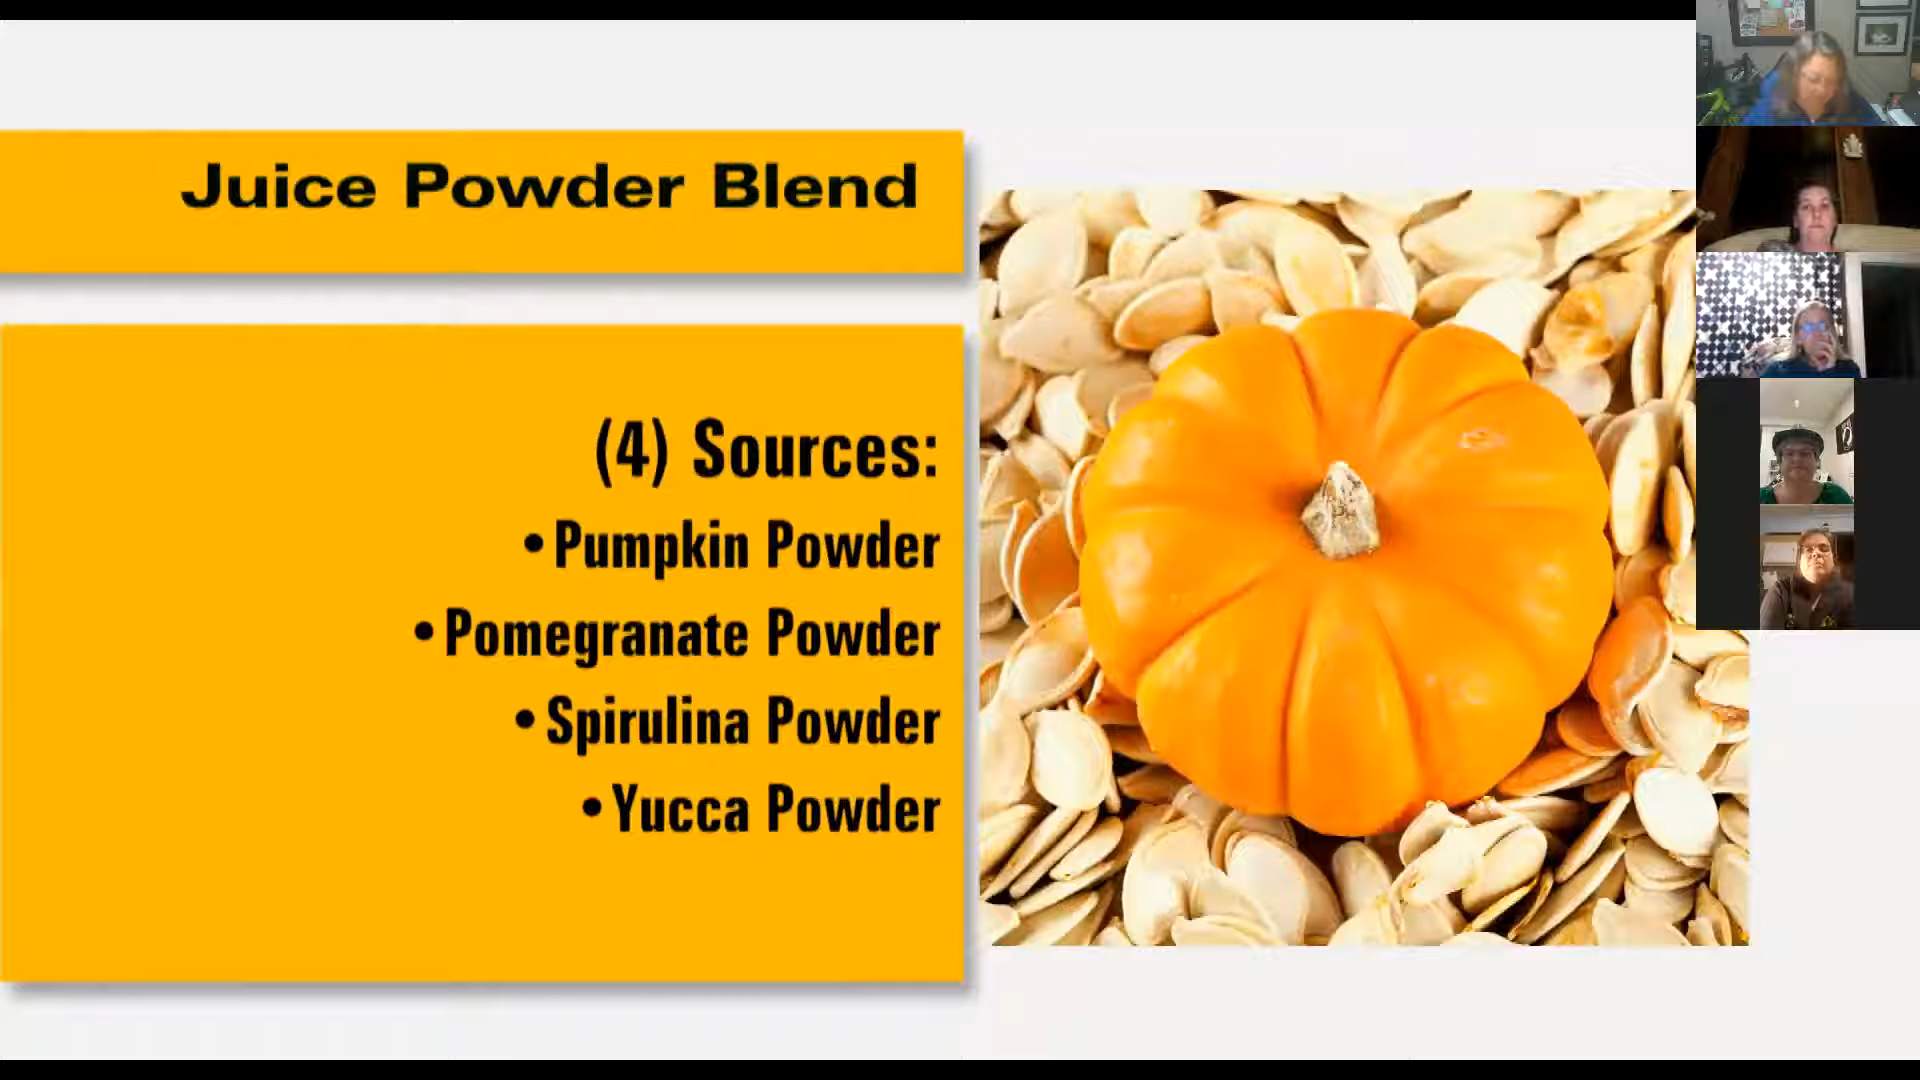 Juice Powder Blend
(4) Sources:
•Pumpkin Powder
•Pomegranate Powder
•Spirulina Powder
•Yucca Powder